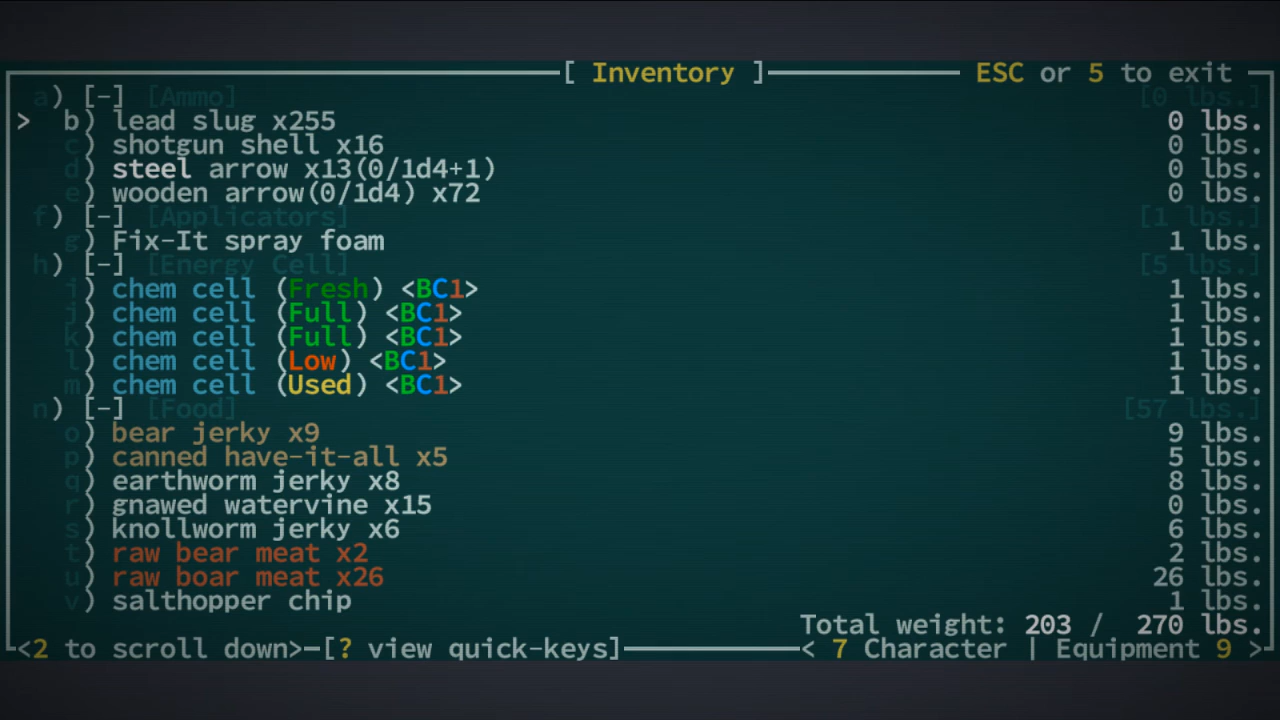 [ Inventory ] ESC or 5 to exit
a) [-] [Ammo] [0 lbs.]
> b) lead slug x255 0 lbs.
c) shotgun shell x16 0 lbs.
d) steel arrow x13(0/1d4+1) 0 lbs.
e) wooden arrow(0/1d4) x72 0 lbs.
f) [-] [Applicators] [1 lbs.]
g) Fix-It spray foam 1 lbs.
h) [-] [Energy Cell] [5 lbs.]
i) chem cell (Fresh) <BC1> 1 lbs.
j) chem cell (Full) <BC1> 1 lbs.
k) chem cell (Full) <BC1> 1 lbs.
l) chem cell (Low) <BC1> 1 lbs.
m) chem cell (Used) <BC1> 1 lbs.
n) [-] [Food] [57 lbs.]
o) bear jerky x9 9 lbs.
p) canned have-it-all x5 5 lbs.
q) earthworm jerky x8 8 lbs.
r) gnawed watervine x15 0 lbs.
s) knollworm jerky x6 6 lbs.
t) raw bear meat x2 2 lbs.
u) raw boar meat x26 26 lbs.
v) salthopper chip 1 lbs.
Total weight: 203 / 270 lbs.
<2 to scroll down> [? view quick-keys] < 7 Character | Equipment 9 >